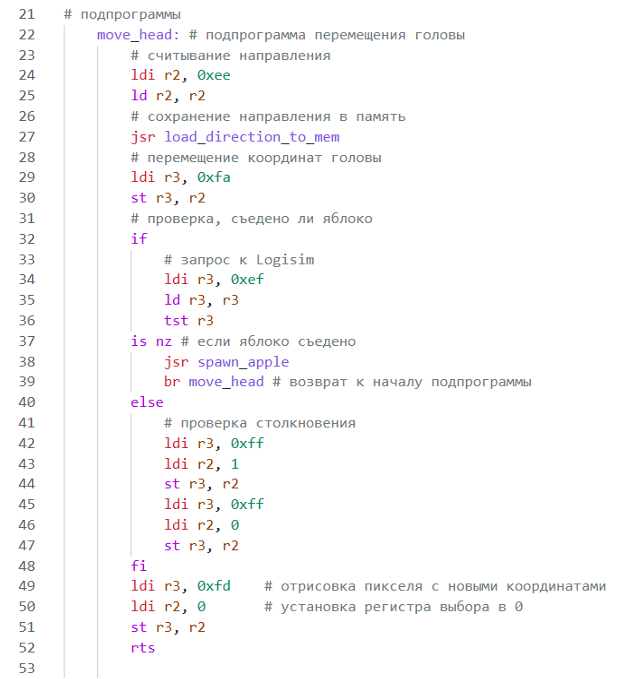 21 # подпрограммы
22 move_head: # подпрограмма перемещения головы
23 # считывание направления
24 ldi r2, 0xee
25 ld r2, r2
26 # сохранение направления в память
27 jsr load_direction_to_mem
28 # перемещение координат головы
29 ldi r3, 0xfa
30 st r3, r2
31 # проверка, съедено ли яблоко
32 if
33 # запрос к Logisim
34 ldi r3, 0xef
35 ld r3, r3
36 tst r3
37 is nz # если яблоко съедено
38 jsr spawn_apple
39 br move_head # возврат к началу подпрограммы
40 else
41 # проверка столкновения
42 ldi r3, 0xff
43 ldi r2, 1
44 st r3, r2
45 ldi r3, 0xff
46 ldi r2, 0
47 st r3, r2
48 fi
49 ldi r3, 0xfd # отрисовка пикселя с новыми координатами
50 ldi r2, 0 # установка регистра выбора в 0
51 st r3, r2
52 rts
53